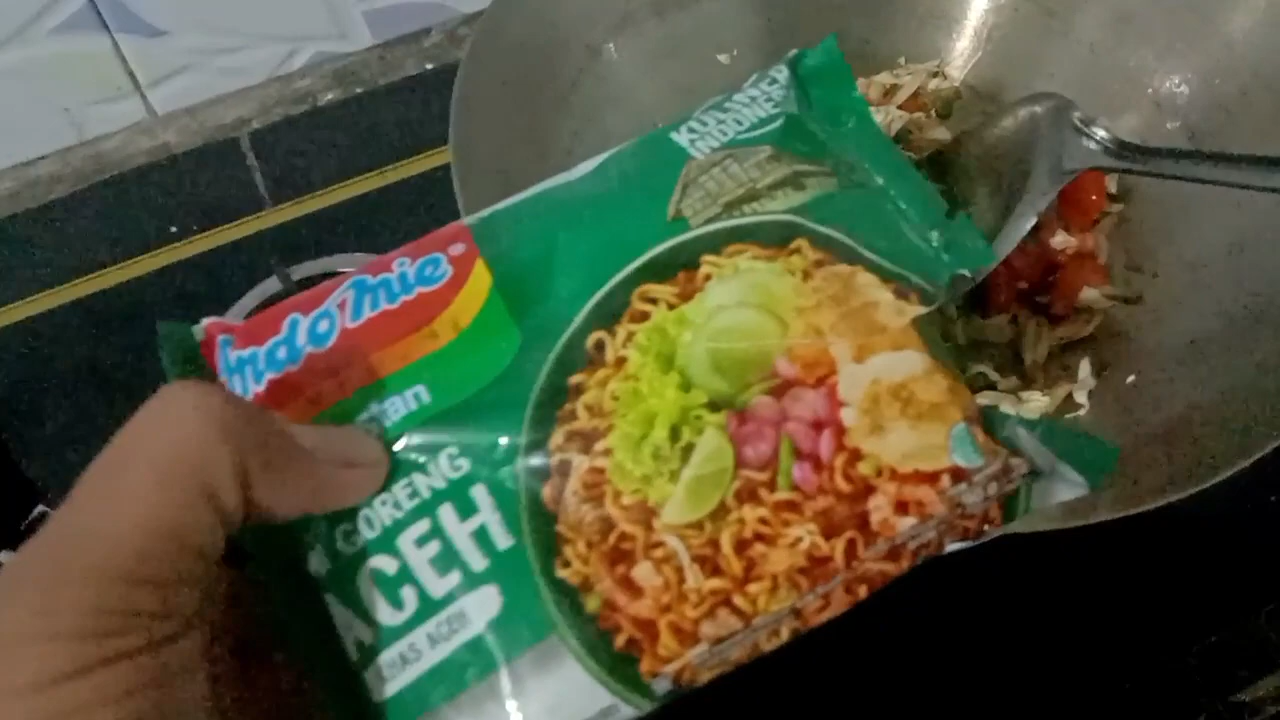 KULINER
INDONESIA
Indomie
GORENG
ACEH
KHAS ACEH